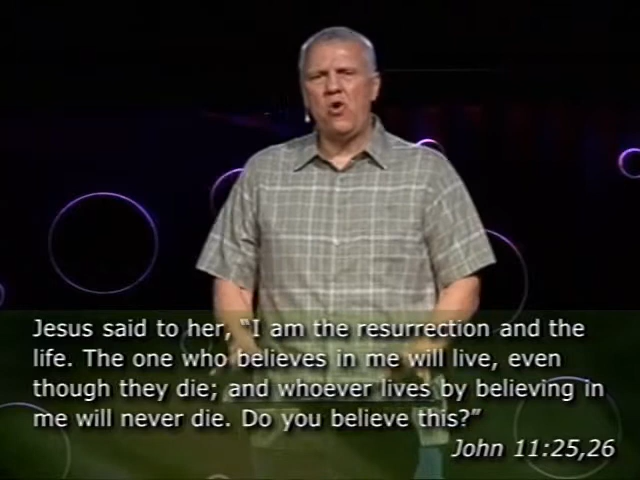 Jesus said to her, “I am the resurrection and the
life. The one who believes in me will live, even
though they die; and whoever lives by believing in
me will never die. Do you believe this?”
John 11:25,26